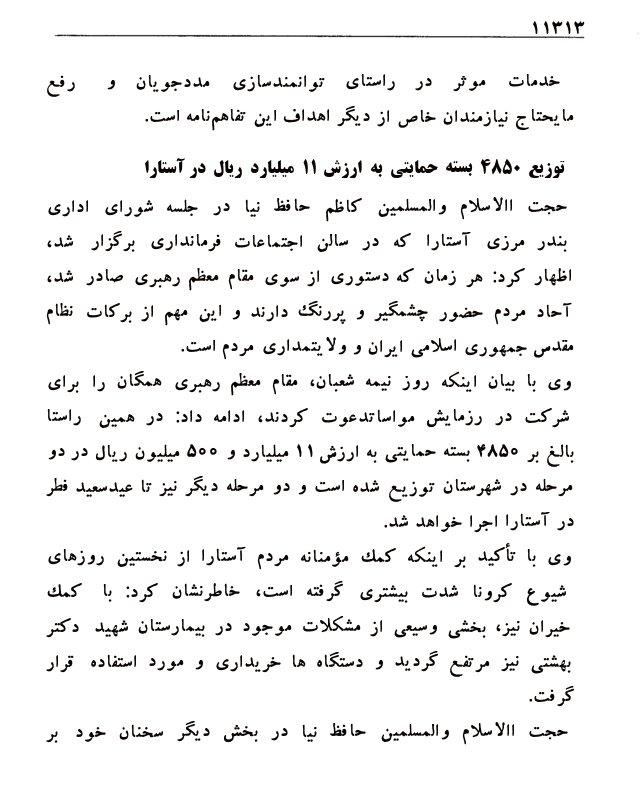 ۱۱۳۱۳
خدمات موثر در راستای توانمندسازی مددجویان و رفع
مایحتاج نیازمندان خاص از دیگر اهداف این تفاهم‌نامه است.
توزیع ۴۸۵۰ بسته حمایتی به ارزش ۱۱ میلیارد ریال در آستارا
حجت االاسلام والمسلمین کاظم حافظ نیا در جلسه شورای اداری
بندر مرزی آستارا که در سالن اجتماعات فرمانداری برگزار شد،
اظهار کرد: هر زمان که دستوری از سوی مقام معظم رهبری صادر شد،
آحاد مردم حضور چشمگیر و پررنگ دارند و این مهم از برکات نظام
مقدس جمهوری اسلامی ایران و ولایتمداری مردم است.
وی با بیان اینکه روز نیمه شعبان، مقام معظم رهبری همگان را برای
شرکت در رزمایش مواساتدعوت کردند، ادامه داد: در همین راستا
بالغ بر ۴۸۵۰ بسته حمایتی به ارزش ۱۱ میلیارد و ۵۰۰ میلیون ریال در دو
مرحله در شهرستان توزیع شده است و دو مرحله دیگر نیز تا عیدسعید فطر
در آستارا اجرا خواهد شد.
وی با تأکید بر اینکه کمك مؤمنانه مردم آستارا از نخستین روزهای
شیوع کرونا شدت بیشتری گرفته است، خاطرنشان کرد: با کمك
خیران نیز، بخشی وسیعی از مشکلات موجود در بیمارستان شهید دکتر
بهشتی نیز مرتفع گردید و دستگاه ها خریداری و مورد استفاده قرار
گرفت.
حجت االاسلام والمسلمین حافظ نیا در بخش دیگر سخنان خود بر